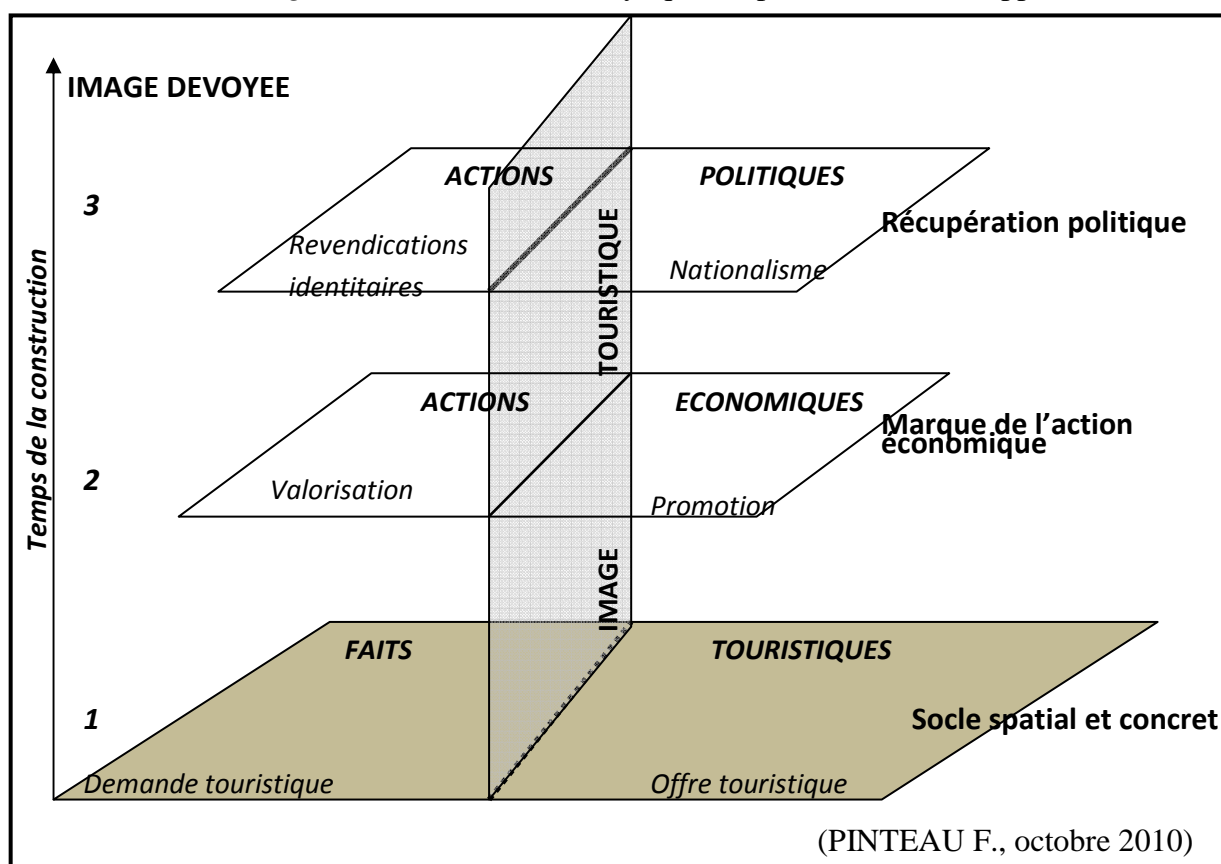 IMAGE DEVOYEE
Temps de la construction
3
ACTIONS POLITIQUES
Revendications
identitaires
Nationalisme
Récupération politique
TOURISTIQUE
2
ACTIONS ECONOMIQUES
Valorisation
Promotion
Marque de l’action
économique
IMAGE
1
FAITS TOURISTIQUES
Demande touristique
Offre touristique
Socle spatial et concret
(PINTEAU F., octobre 2010)